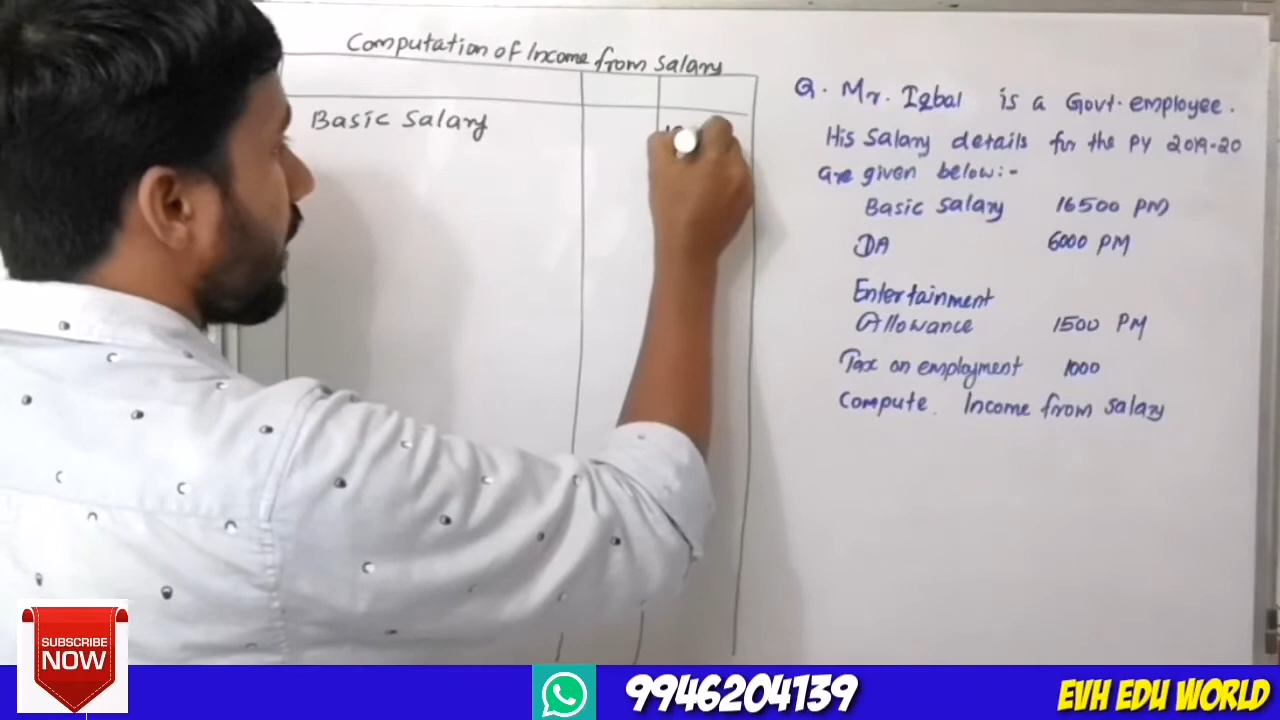 Computation of Income from Salary
Basic Salary
Q. Mr. Iqbal is a Govt. employee.
His Salary details for the PY 2019-20
are given below:-
Basic Salary 16500 PM
DA 6000 PM
Entertainment
Allowance 1500 PM
Tax on employment 1000
Compute. Income from salary
SUBSCRIBE
NOW
9946204139
EVH EDU WORLD